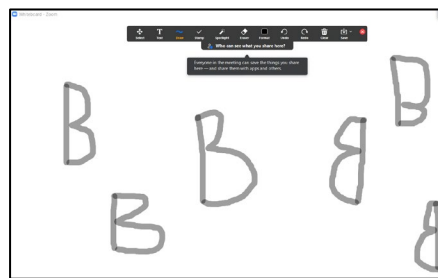 Whiteboard - Zoom
Select Text Draw Stamp Spotlight Eraser Format Undo Redo Clear Save
Who can see what you share here?
Everyone in the meeting can save the things you share
here — and share them with apps and others.
B
B
B
B